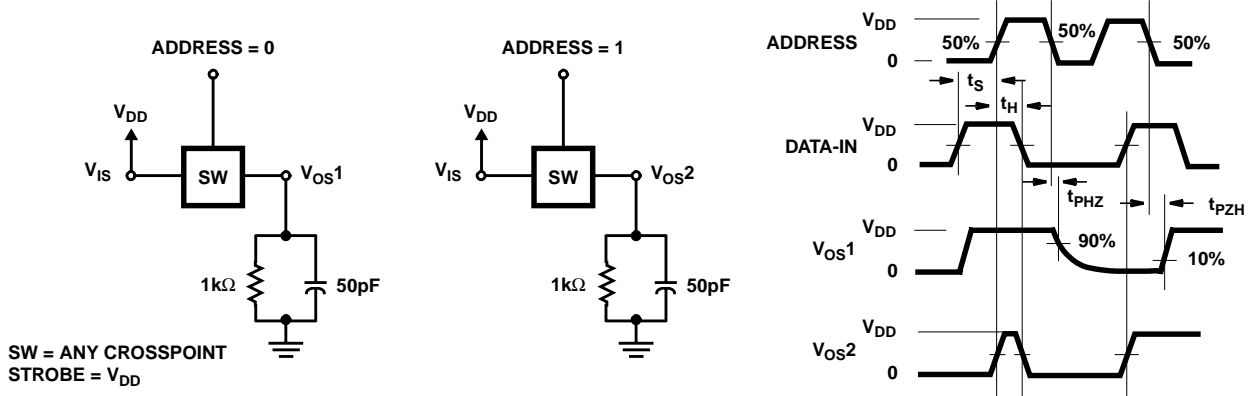 ADDRESS = 0
V_DD
V_IS
SW
V_OS1
1kΩ
50pF
SW = ANY CROSSPOINT
STROBE = V_DD
ADDRESS = 1
V_DD
V_IS
SW
V_OS2
1kΩ
50pF
ADDRESS
V_DD
0
50%
50%
50%
t_S
t_H
DATA-IN
V_DD
0
t_PHZ
t_PZH
V_OS1
V_DD
0
90%
10%
V_OS2
V_DD
0